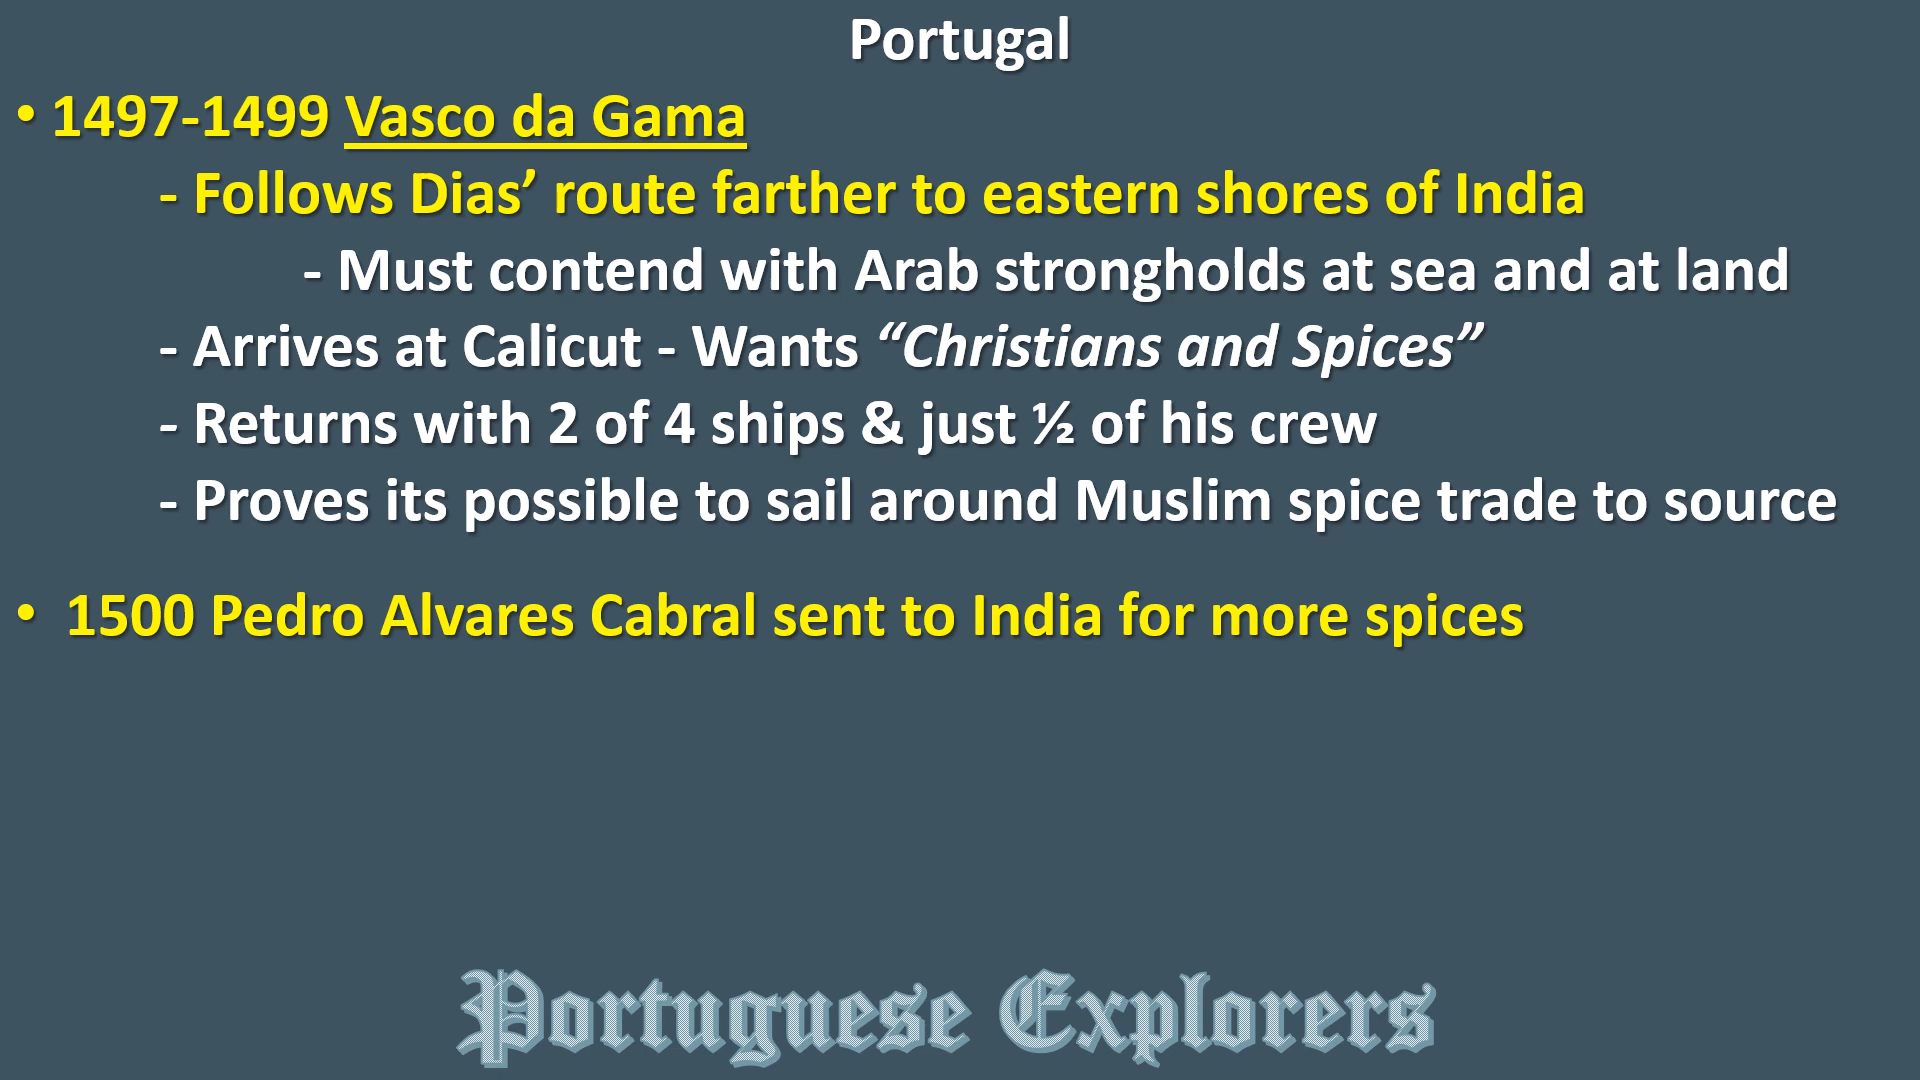 Portugal
• 1497-1499 Vasco da Gama
- Follows Dias’ route farther to eastern shores of India
- Must contend with Arab strongholds at sea and at land
- Arrives at Calicut - Wants “Christians and Spices”
- Returns with 2 of 4 ships & just ½ of his crew
- Proves its possible to sail around Muslim spice trade to source
• 1500 Pedro Alvares Cabral sent to India for more spices
Portuguese Explorers